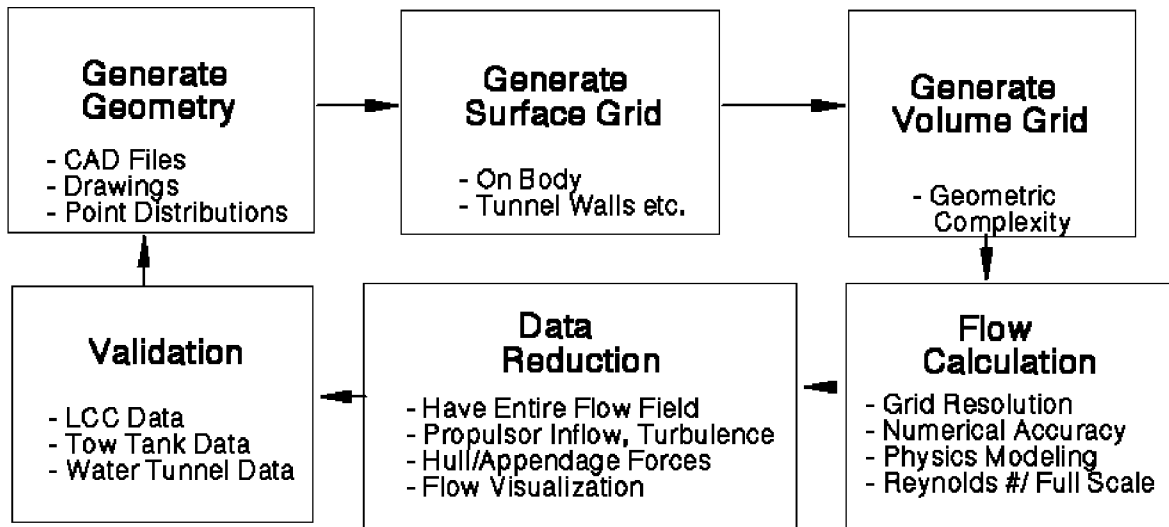 Generate
Geometry
- CAD Files
- Drawings
- Point Distributions
Generate
Surface Grid
- On Body
- Tunnel Walls etc.
Generate
Volume Grid
- Geometric
Complexity
Flow
Calculation
- Grid Resolution
- Numerical Accuracy
- Physics Modeling
- Reynolds #/ Full Scale
Data
Reduction
- Have Entire Flow Field
- Propulsor Inflow, Turbulence
- Hull/Appendage Forces
- Flow Visualization
Validation
- LCC Data
- Tow Tank Data
- Water Tunnel Data